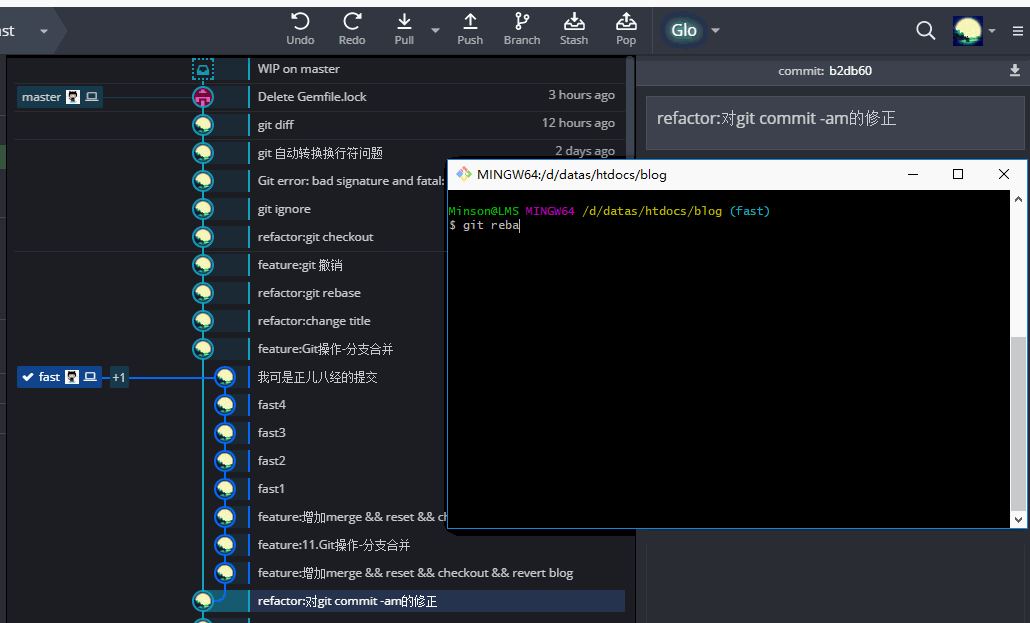 st
Undo
Redo
Pull
Push
Branch
Stash
Pop
Glo
WIP on master
commit: b2db60
master
Delete Gemfile.lock
3 hours ago
refactor:对git commit -am的修正
git diff
12 hours ago
git 自动转换换行符问题
2 days ago
Git error: bad signature and fatal:
MINGW64:/d/datas/htdocs/blog
git ignore
Minson@LMS MINGW64 /d/datas/htdocs/blog (fast)
$ git reba
refactor:git checkout
feature:git 撤销
refactor:git rebase
refactor:change title
feature:Git操作-分支合并
fast
+1
我可是正儿八经的提交
fast4
fast3
fast2
fast1
feature:增加merge && reset && ch
feature:11.Git操作-分支合并
feature:增加merge && reset && checkout && revert blog
refactor:对git commit -am的修正